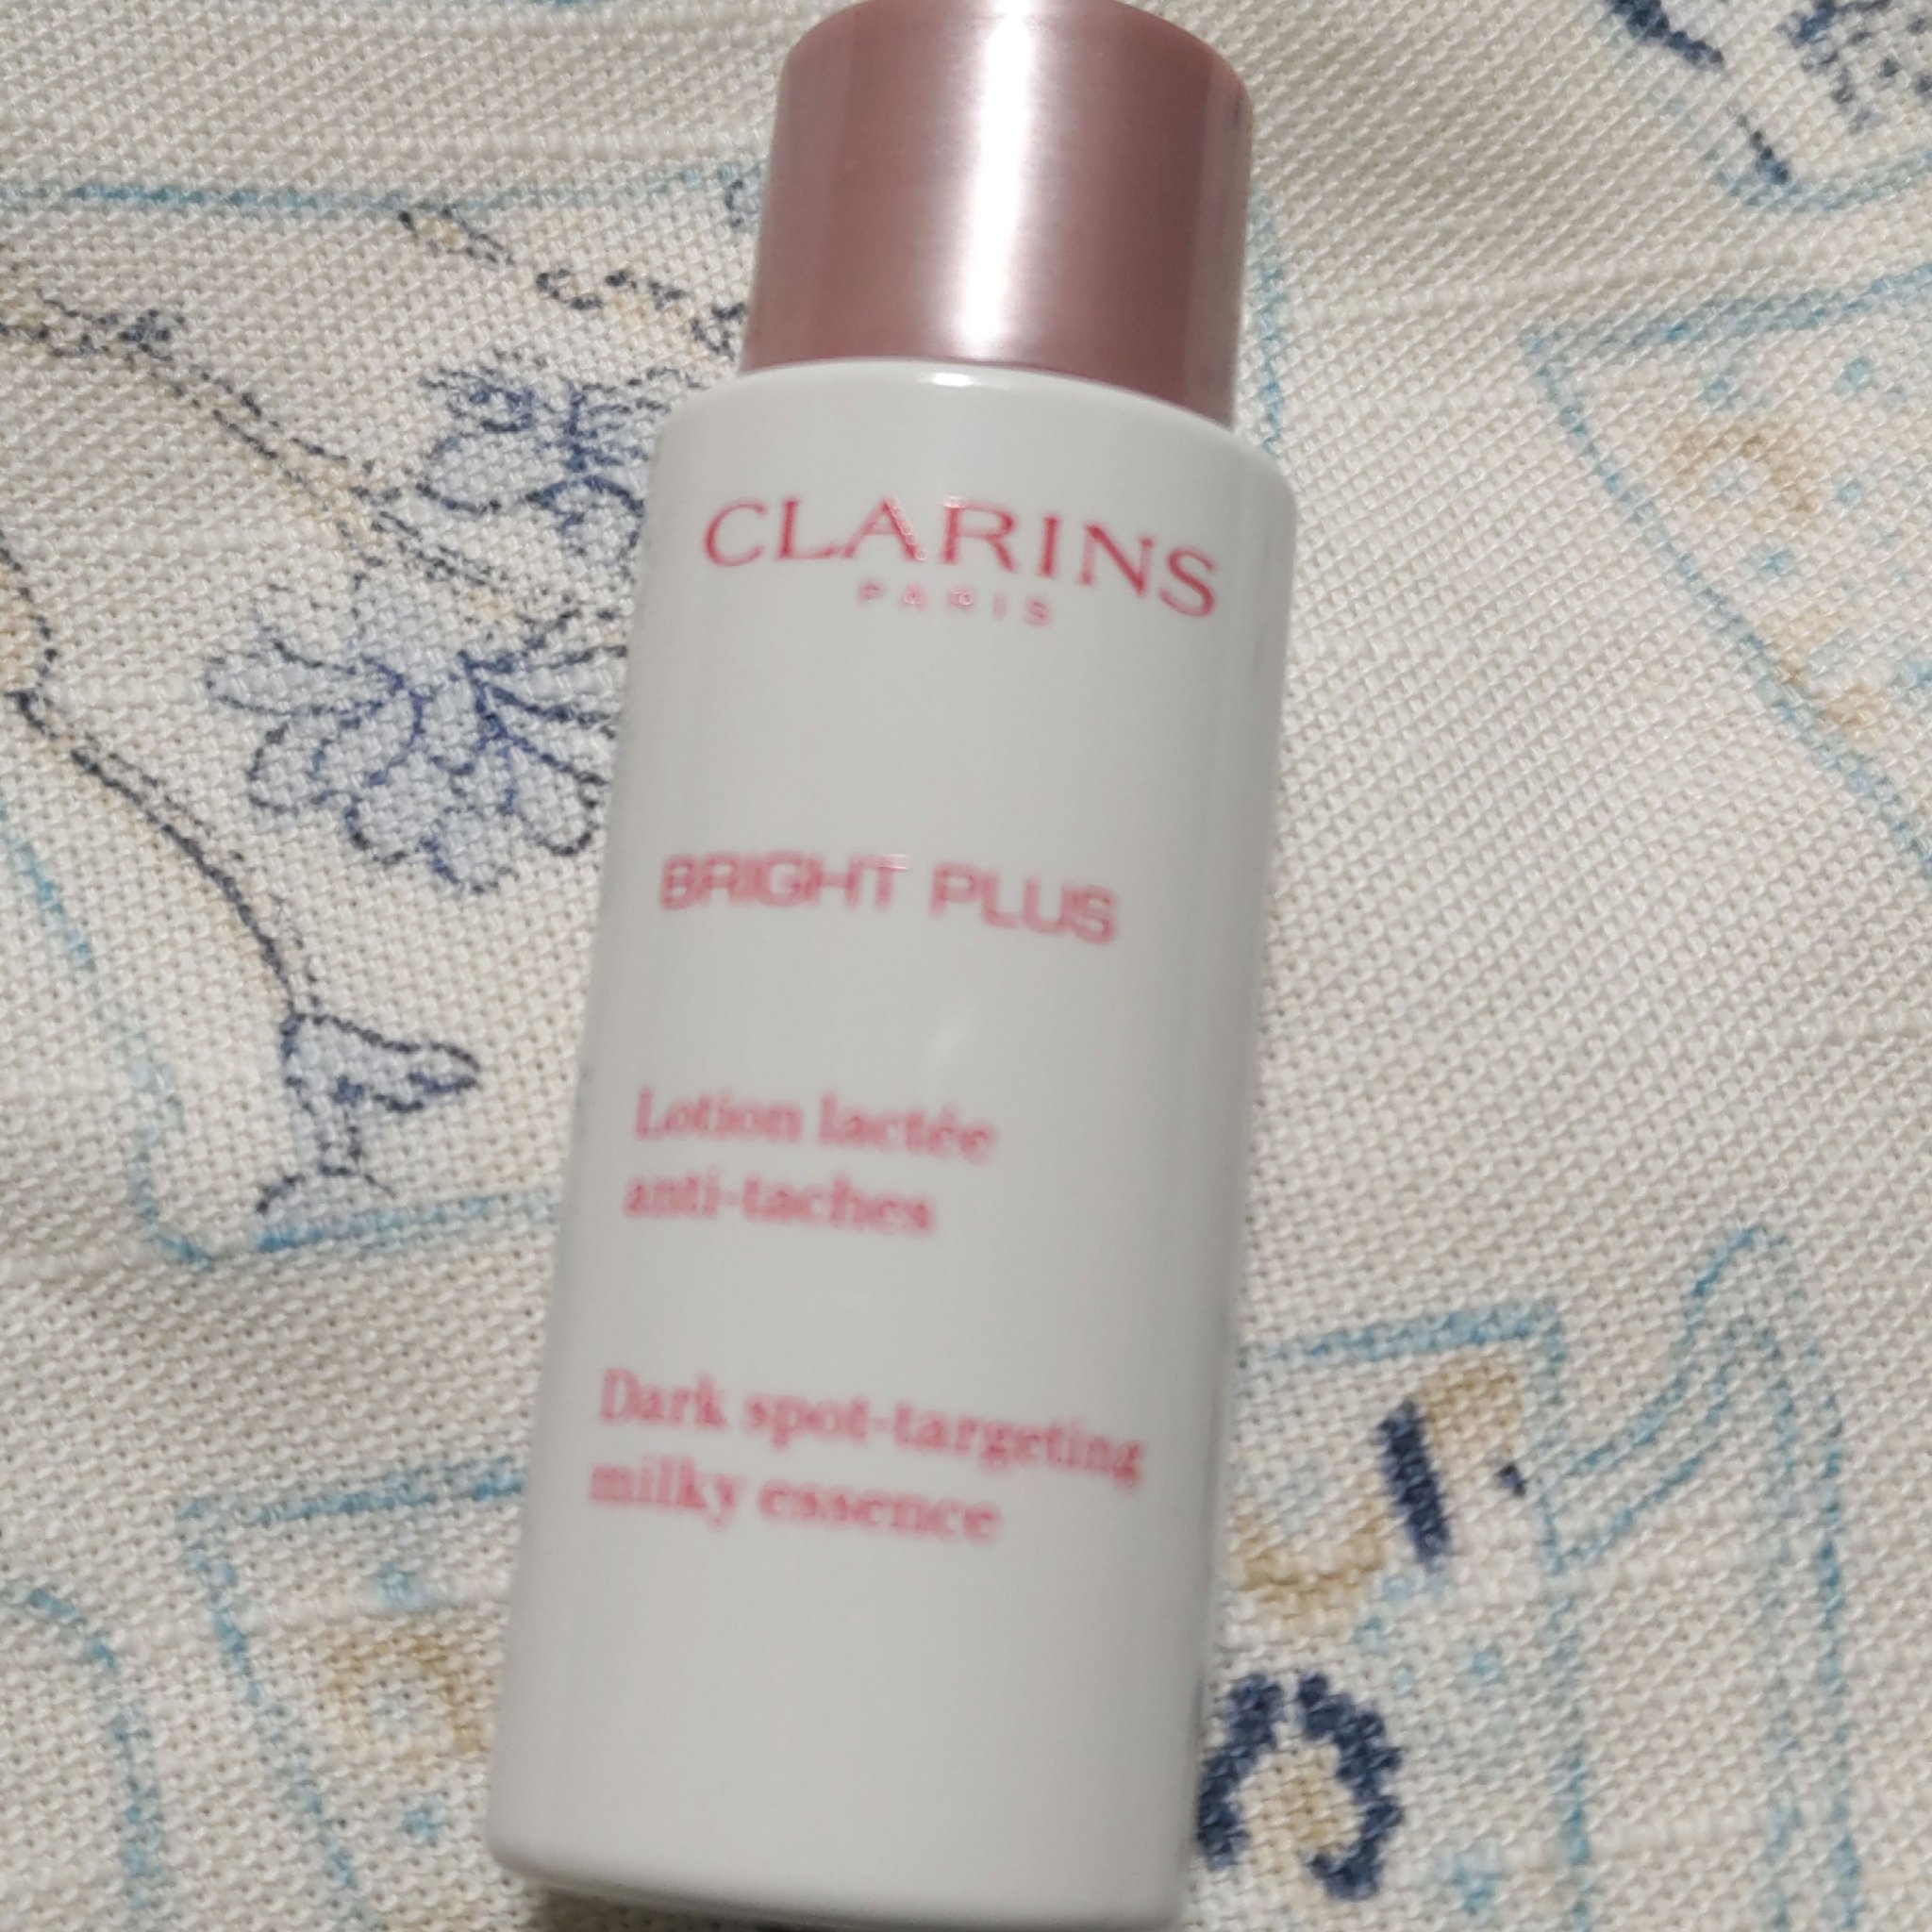 CLARINS
PARIS
BRIGHT PLUS
Lotion lactée
anti-taches
Dark spot-targeting
milky essence